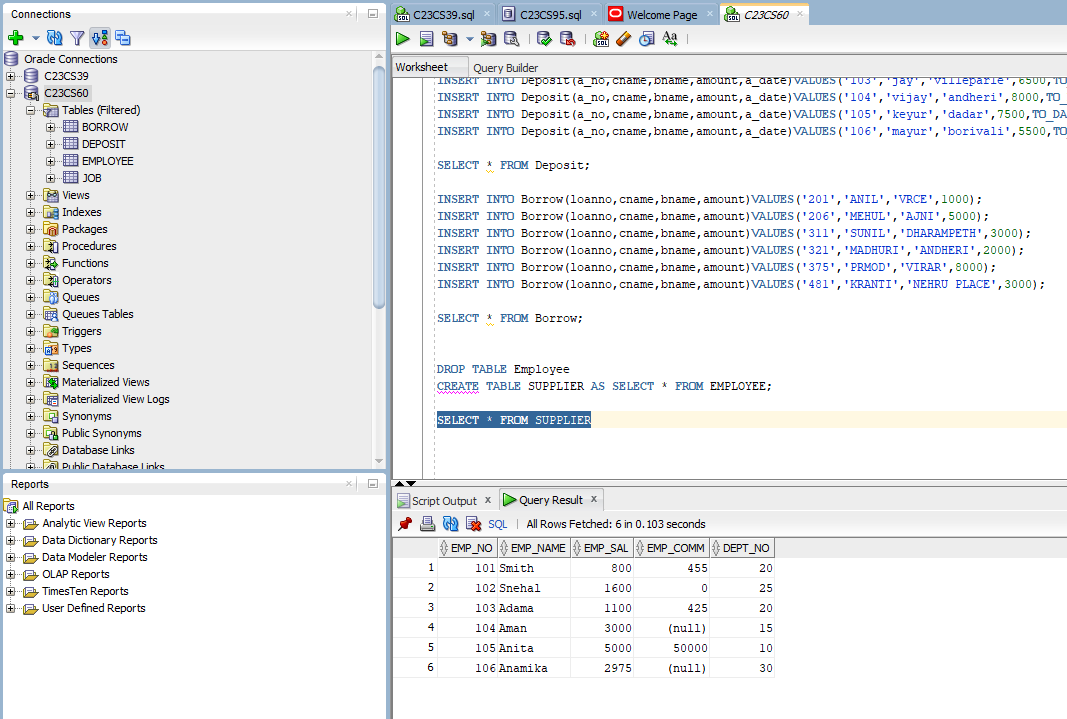 Connections
Oracle Connections
C23CS39
C23CS60
Tables (Filtered)
BORROW
DEPOSIT
EMPLOYEE
JOB
Views
Indexes
Packages
Procedures
Functions
Operators
Queues
Queues Tables
Triggers
Types
Sequences
Materialized Views
Materialized View Logs
Synonyms
Public Synonyms
Database Links
Public Database Links
Reports
All Reports
Analytic View Reports
Data Dictionary Reports
Data Modeler Reports
OLAP Reports
TimesTen Reports
User Defined Reports
C23CS39.sql C23CS95.sql Welcome Page C23CS60
Worksheet Query Builder
INSERT INTO Deposit(a_no,cname,bname,amount,a_date)VALUES('103','jay','villeparle',6500,TO_
INSERT INTO Deposit(a_no,cname,bname,amount,a_date)VALUES('104','vijay','andheri',8000,TO_
INSERT INTO Deposit(a_no,cname,bname,amount,a_date)VALUES('105','keyur','dadar',7500,TO_DA
INSERT INTO Deposit(a_no,cname,bname,amount,a_date)VALUES('106','mayur','borivali',5500,TO
SELECT * FROM Deposit;
INSERT INTO Borrow(loanno,cname,bname,amount)VALUES('201','ANIL','VRCE',1000);
INSERT INTO Borrow(loanno,cname,bname,amount)VALUES('206','MEHUL','AJNI',5000);
INSERT INTO Borrow(loanno,cname,bname,amount)VALUES('311','SUNIL','DHARAMPETH',3000);
INSERT INTO Borrow(loanno,cname,bname,amount)VALUES('321','MADHURI','ANDHERI',2000);
INSERT INTO Borrow(loanno,cname,bname,amount)VALUES('375','PRMOD','VIRAR',8000);
INSERT INTO Borrow(loanno,cname,bname,amount)VALUES('481','KRANTI','NEHRU PLACE',3000);
SELECT * FROM Borrow;
DROP TABLE Employee
CREATE TABLE SUPPLIER AS SELECT * FROM EMPLOYEE;
SELECT * FROM SUPPLIER
Script Output x Query Result x
SQL | All Rows Fetched: 6 in 0.103 seconds
EMP_NO EMP_NAME EMP_SAL EMP_COMM DEPT_NO
1 101 Smith 800 455 20
2 102 Snehal 1600 0 25
3 103 Adama 1100 425 20
4 104 Aman 3000 (null) 15
5 105 Anita 5000 50000 10
6 106 Anamika 2975 (null) 30